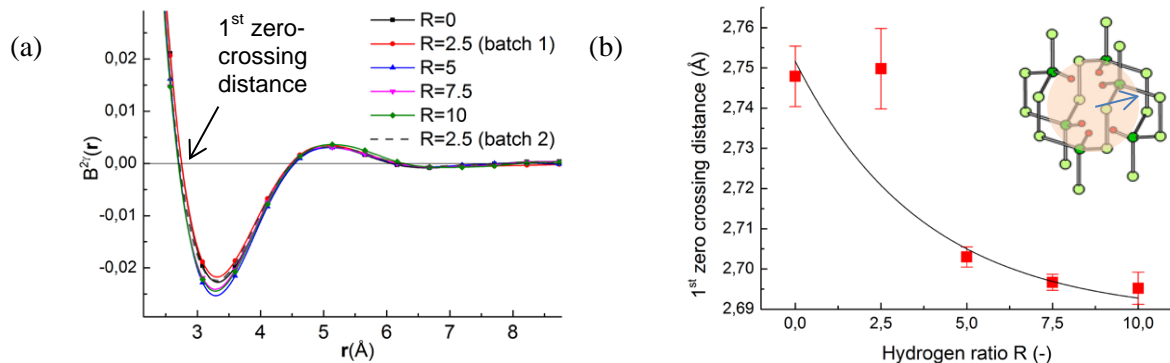 (a)
1st zero-
crossing
distance
R=0
R=2.5 (batch 1)
R=5
R=7.5
R=10
R=2.5 (batch 2)
0,02
0,01
0,00
-0,01
-0,02
B2γ(r)
3 4 5 6 7 8
r(Å)
(b)
2,76
2,75
2,74
2,73
2,72
2,71
2,70
2,69
1st zero crossing distance (Å)
0,0 2,5 5,0 7,5 10,0
Hydrogen ratio R (-)